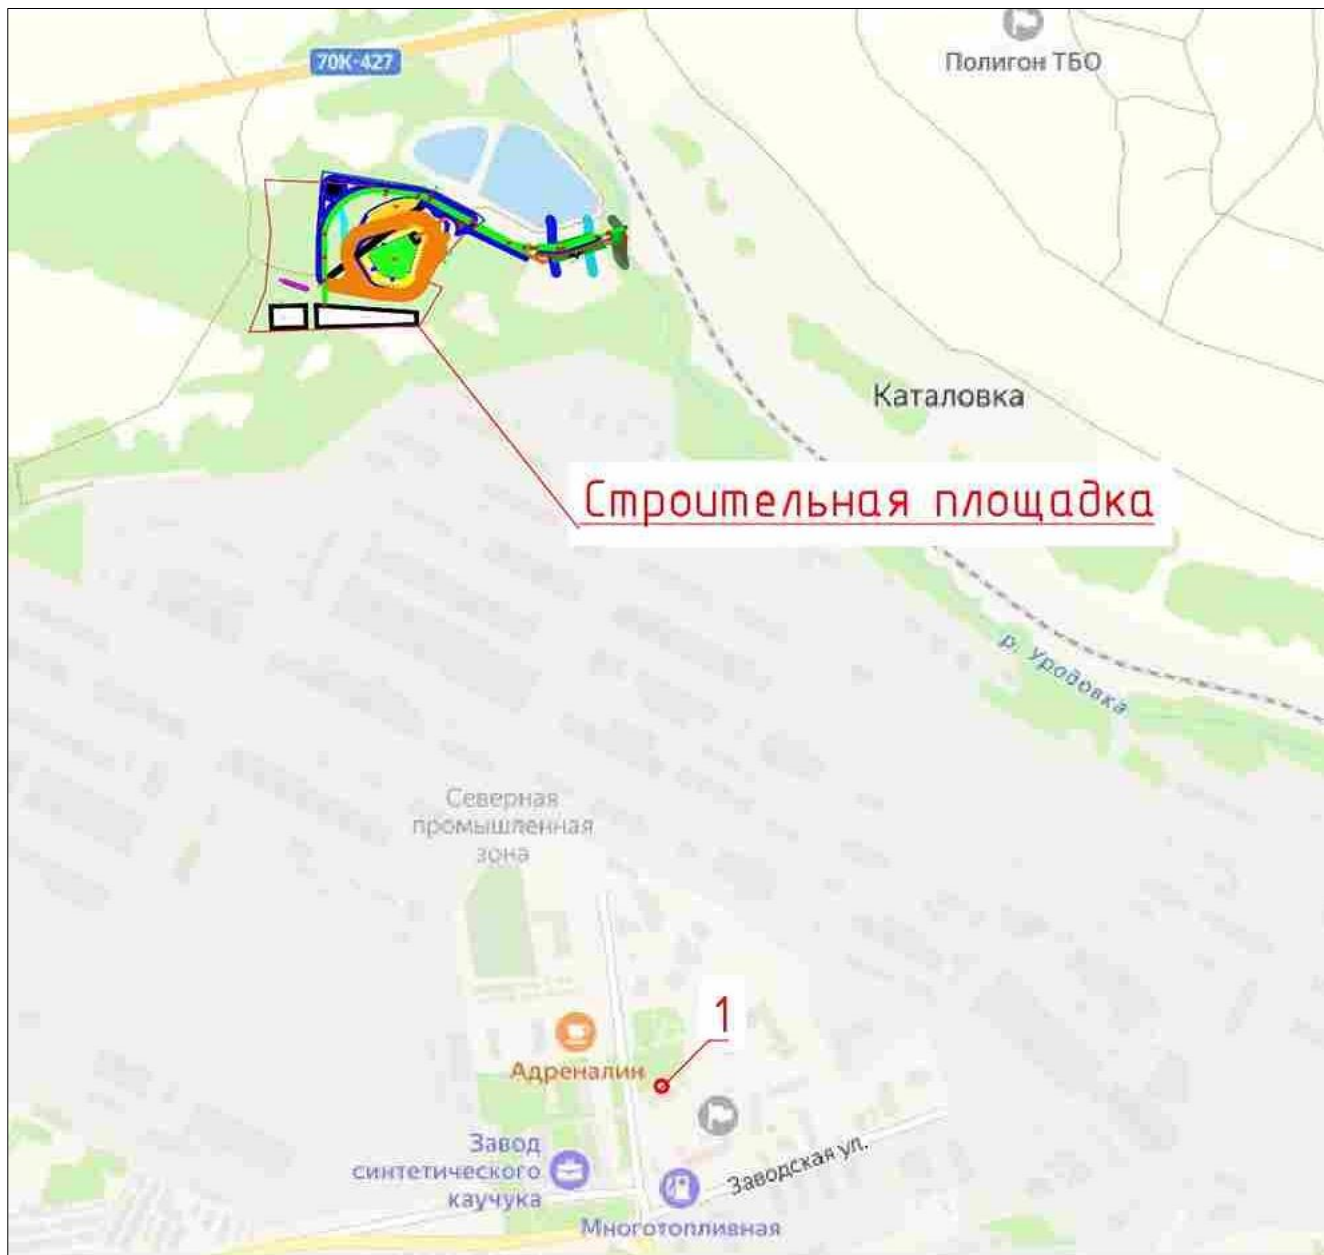 70К-427
Полигон ТБО
Каталовка
Строительная площадка
р. Уродовка
Северная
промышленная
зона
1
Адреналин
Завод
синтетического
каучука
Заводская ул.
Многотопливная